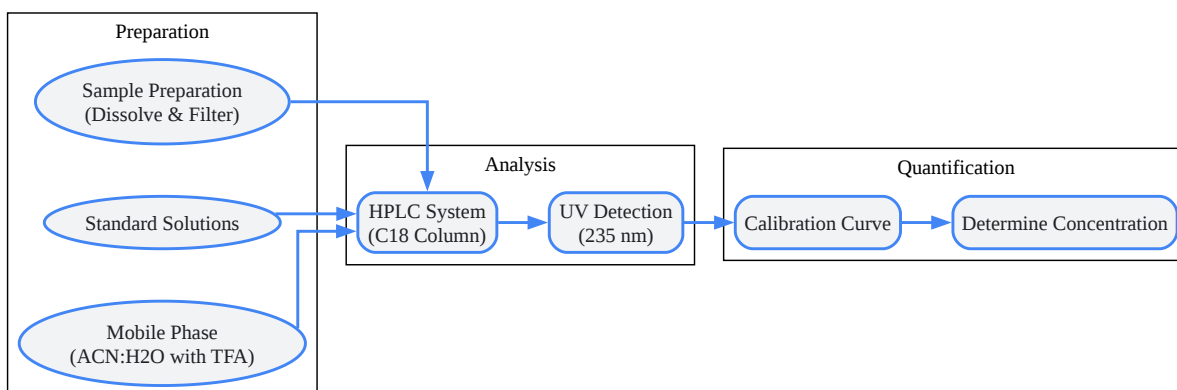 Preparation
Sample Preparation
(Dissolve & Filter)
Standard Solutions
Mobile Phase
(ACN:H2O with TFA)
Analysis
HPLC System
(C18 Column)
UV Detection
(235 nm)
Quantification
Calibration Curve
Determine Concentration